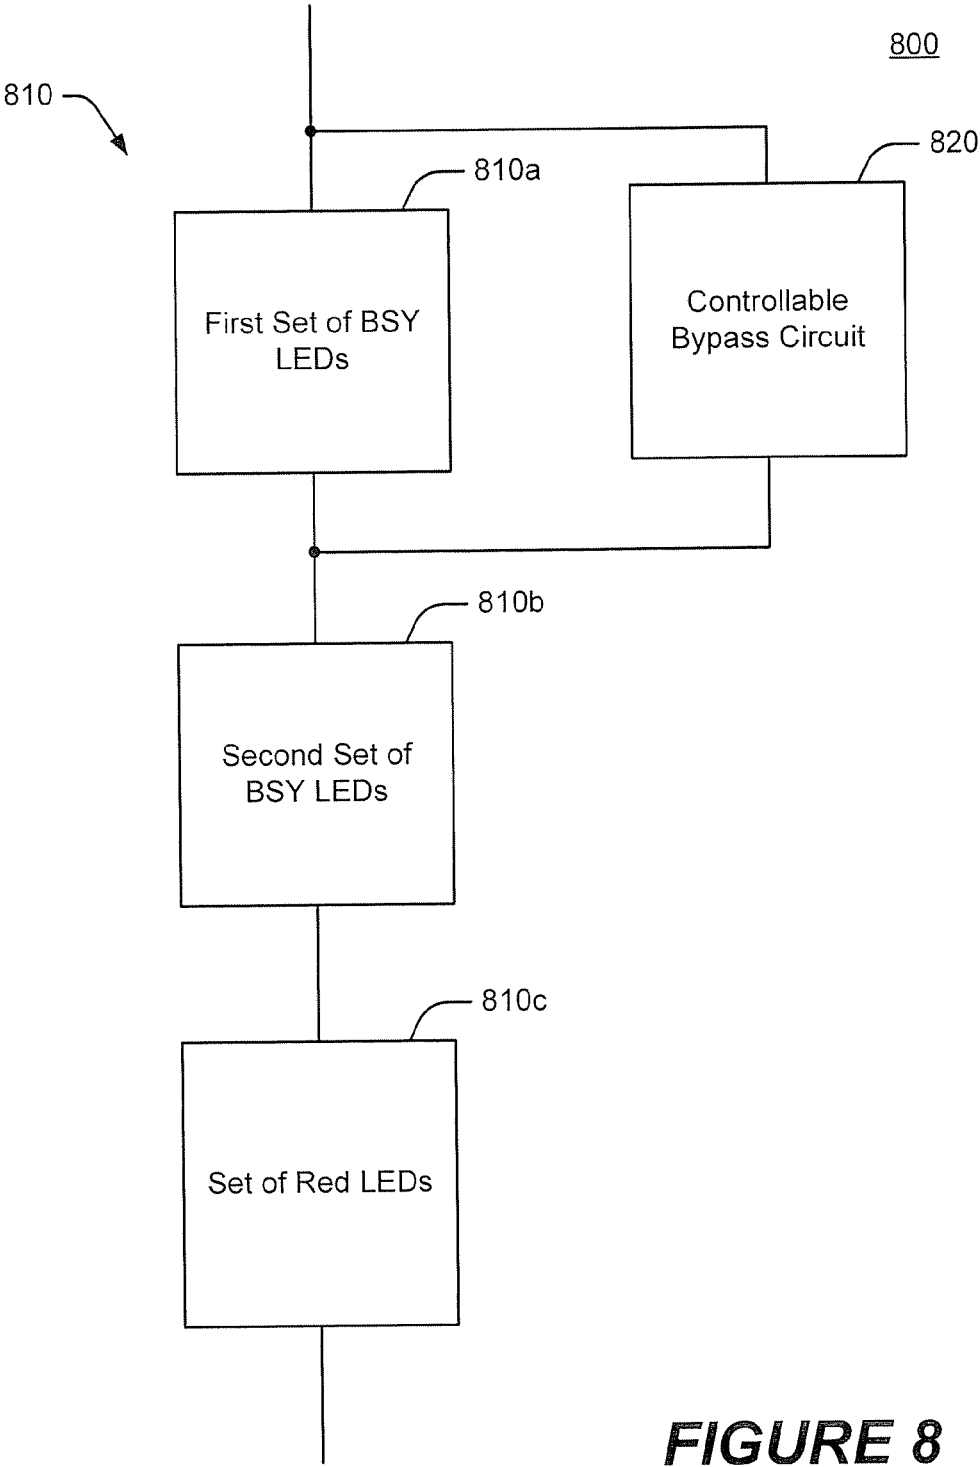 800
810
820
810a
Controllable
Bypass Circuit
First Set of BSY
LEDs
810b
Second Set of
BSY LEDs
810c
Set of Red LEDs
FIGURE 8